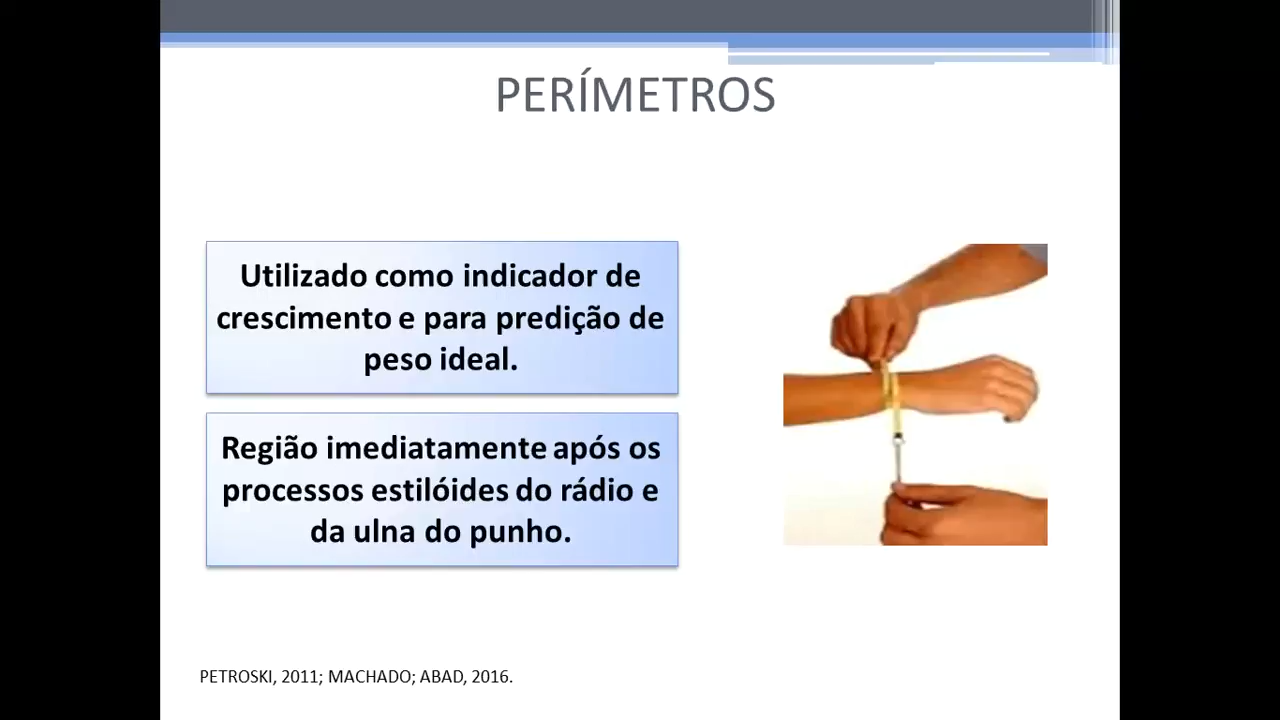 PERÍMETROS
Utilizado como indicador de
crescimento e para predição de
peso ideal.
Região imediatamente após os
processos estilóides do rádio e
da ulna do punho.
PETROSKI, 2011; MACHADO; ABAD, 2016.